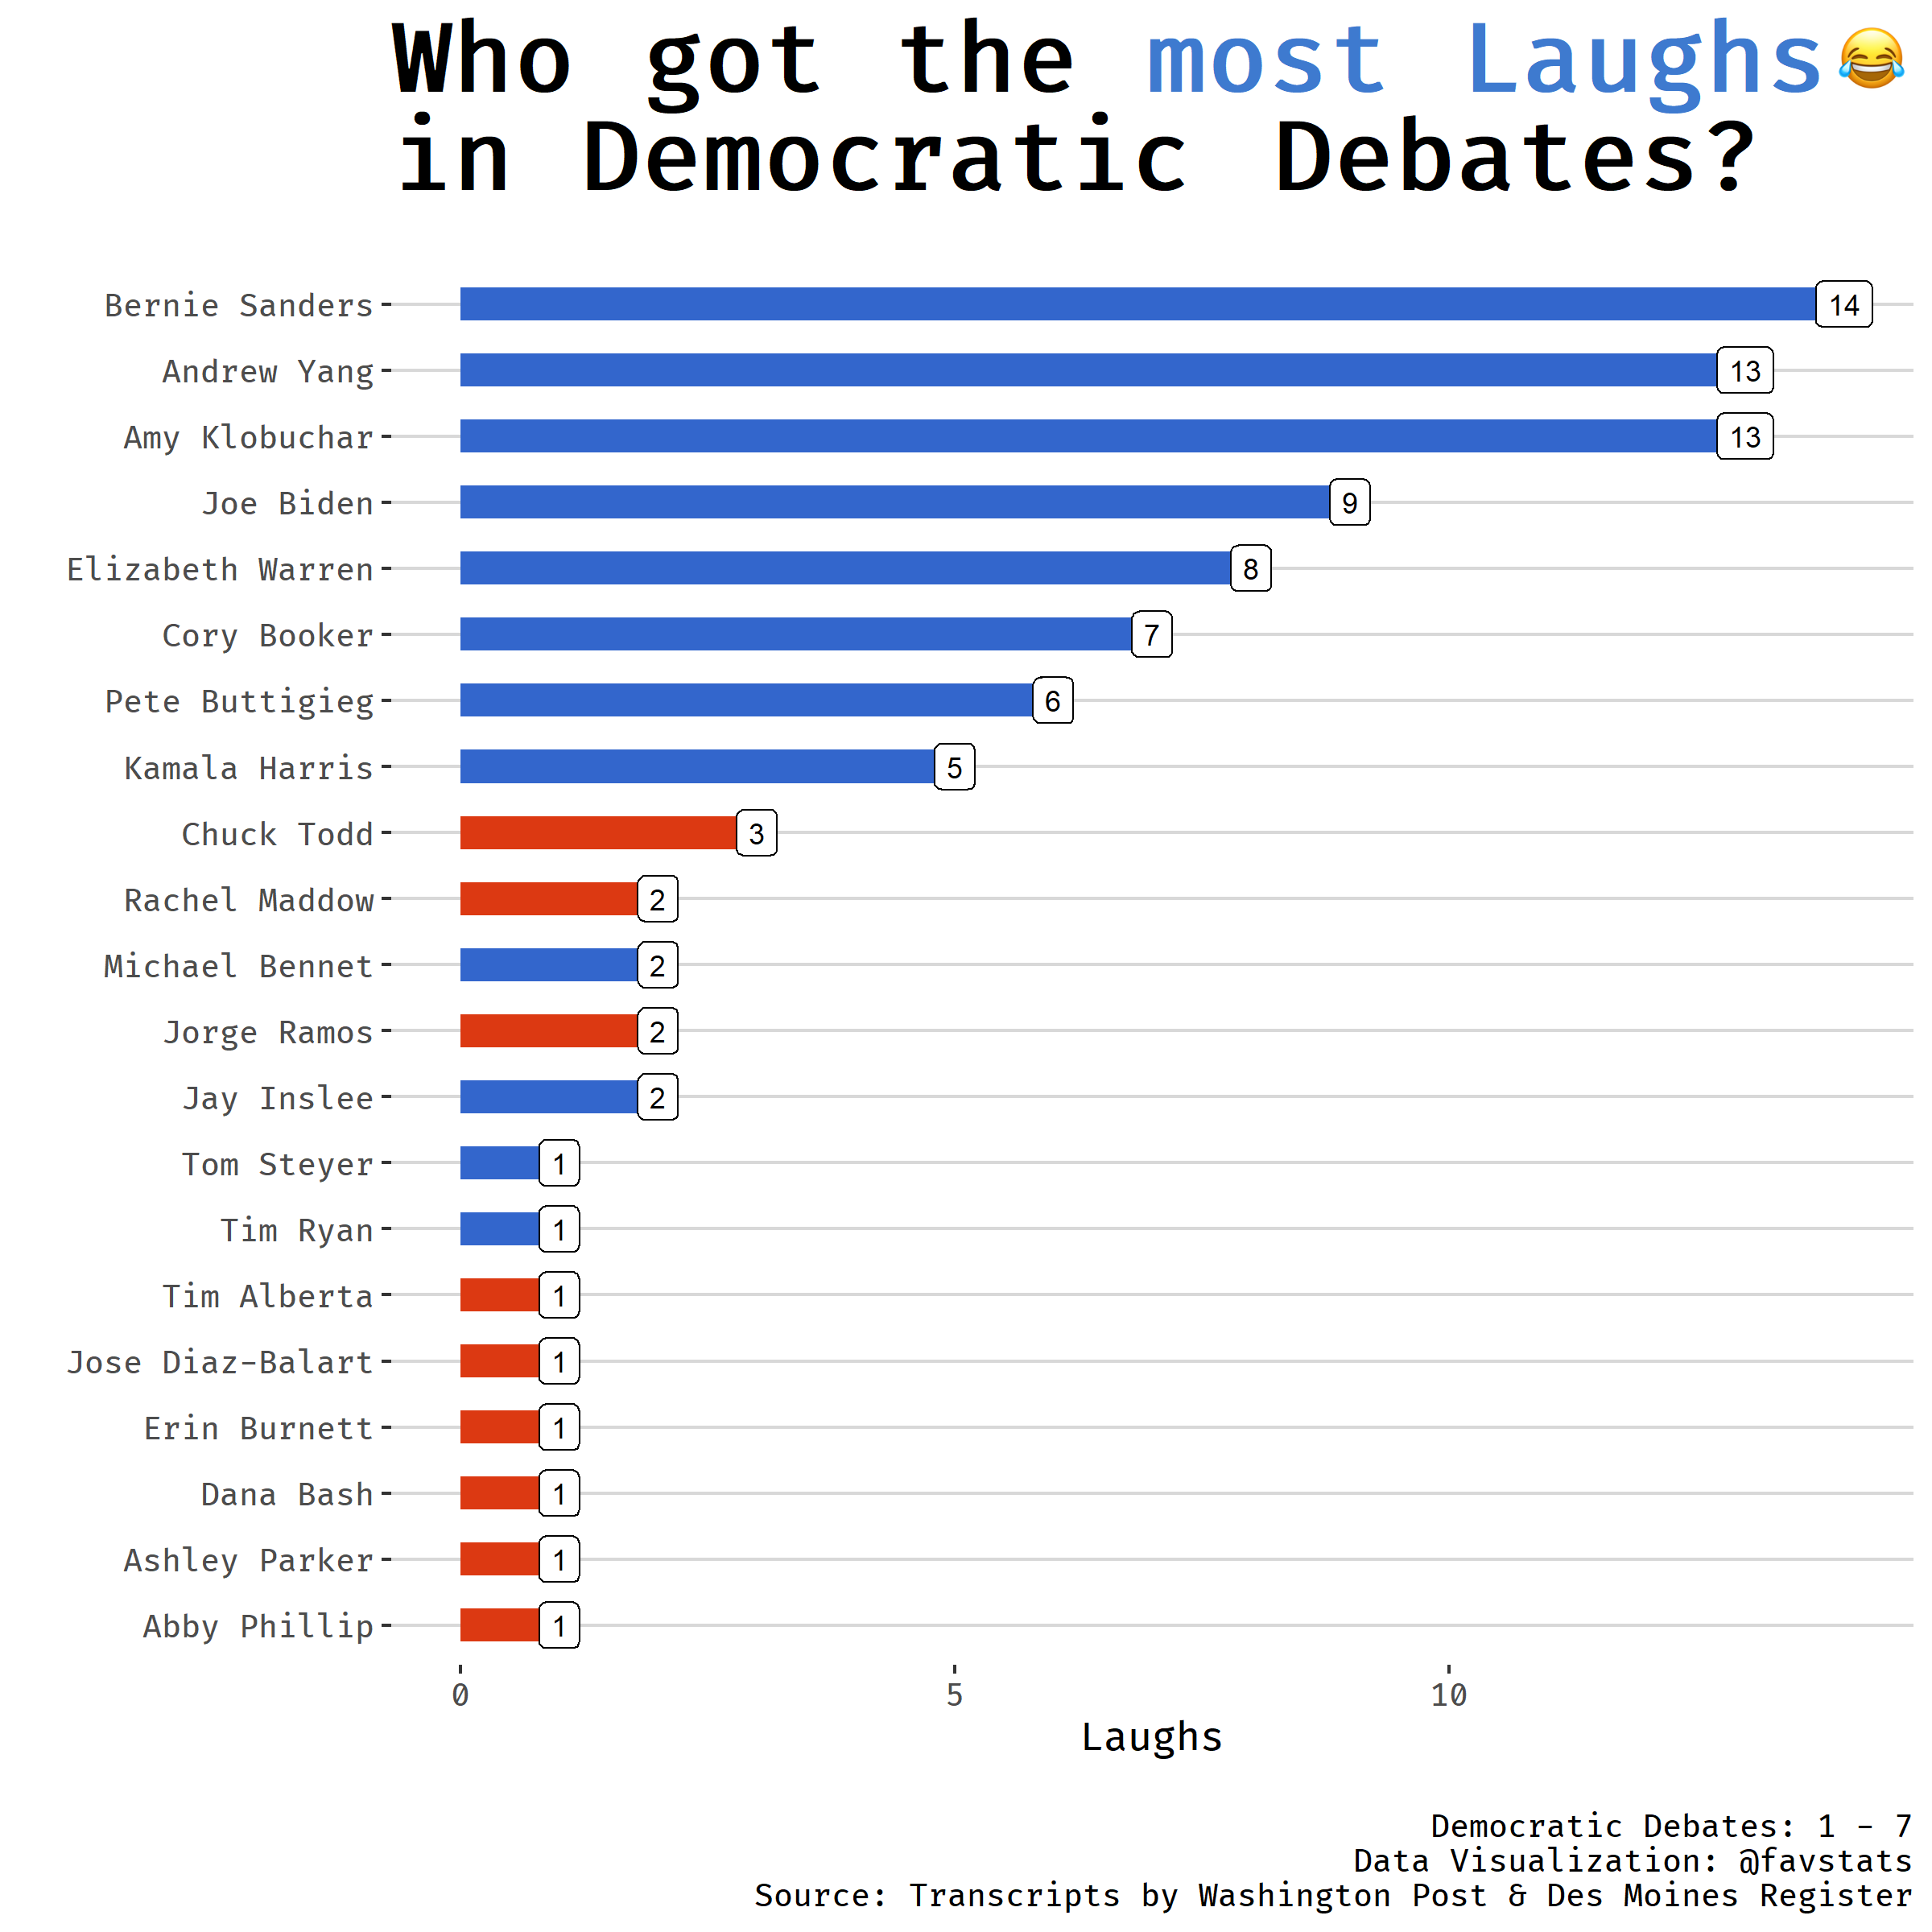 Who got the most Laughs😂
in Democratic Debates?
Bernie Sanders 14
Andrew Yang 13
Amy Klobuchar 13
Joe Biden 9
Elizabeth Warren 8
Cory Booker 7
Pete Buttigieg 6
Kamala Harris 5
Chuck Todd 3
Rachel Maddow 2
Michael Bennet 2
Jorge Ramos 2
Jay Inslee 2
Tom Steyer 1
Tim Ryan 1
Tim Alberta 1
Jose Diaz-Balart 1
Erin Burnett 1
Dana Bash 1
Ashley Parker 1
Abby Phillip 1
0 5 10
Laughs
Democratic Debates: 1 - 7
Data Visualization: @favstats
Source: Transcripts by Washington Post & Des Moines Register